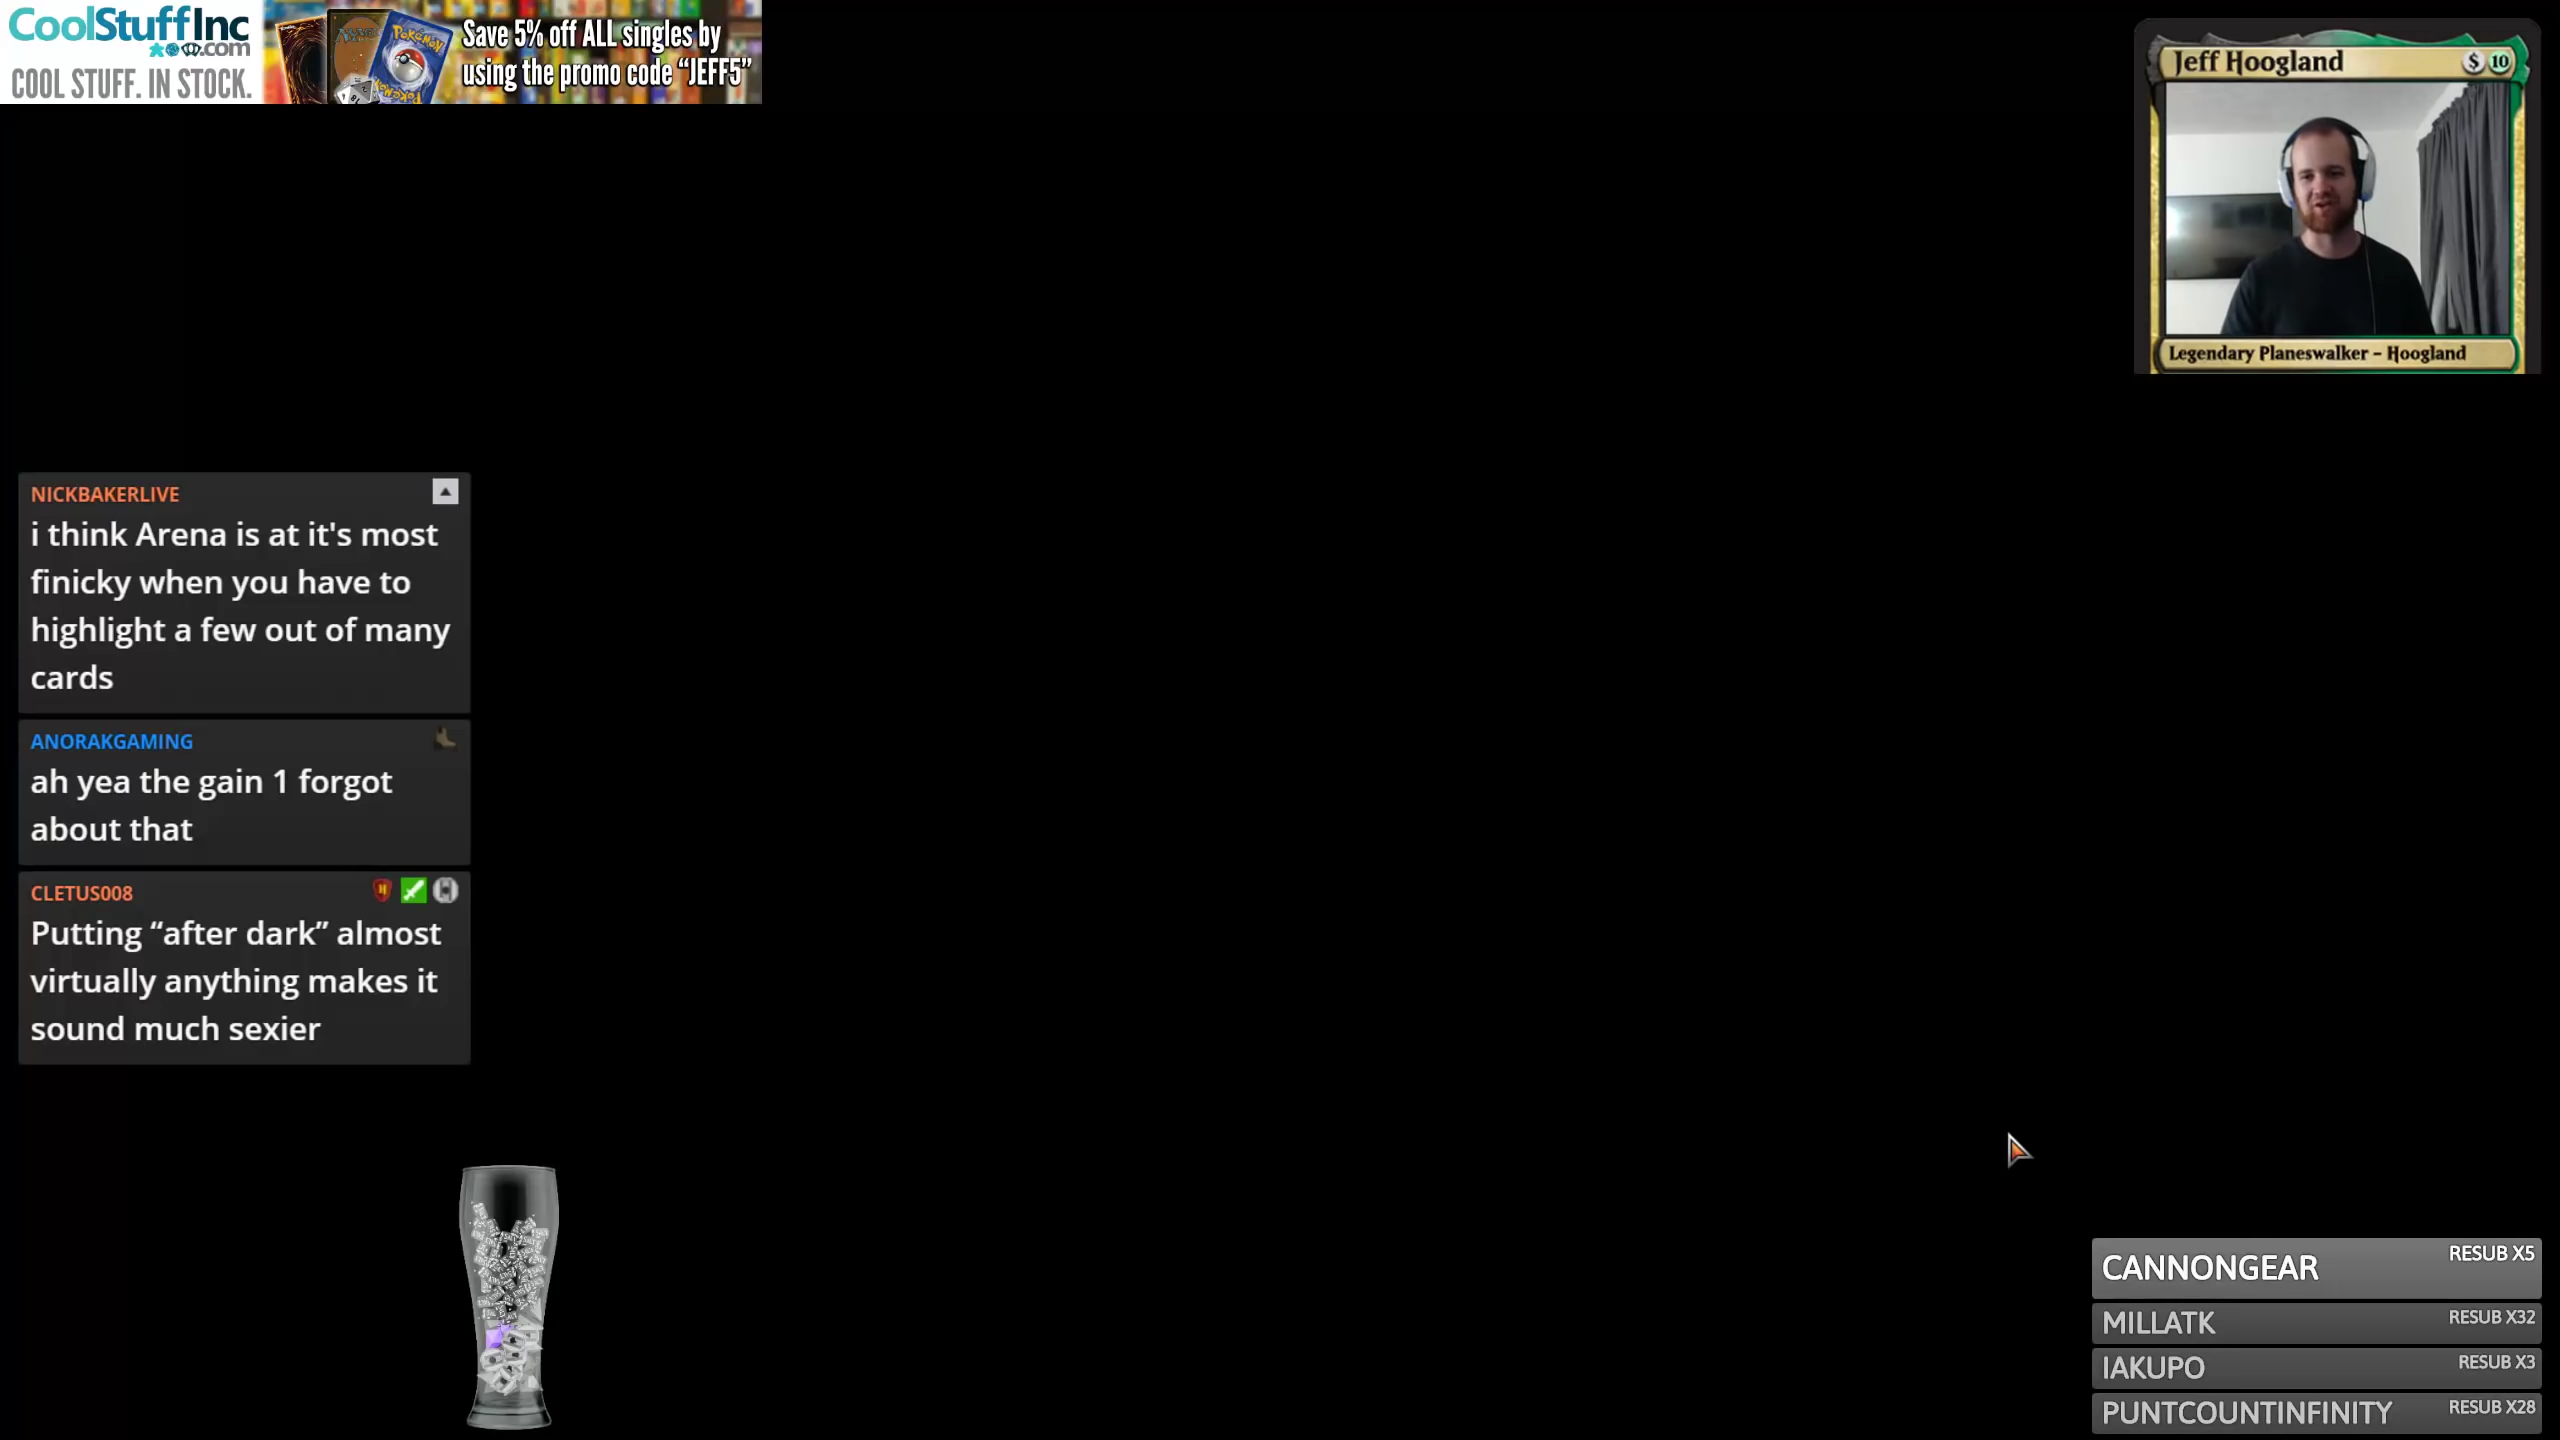 CoolStuffInc
.com
COOL STUFF. IN STOCK.
Save 5% off ALL singles by
using the promo code “JEFF5”
Jeff Hoogland
$ 10
Legendary Planeswalker – Hoogland
NICKBAKERLIVE
i think Arena is at it's most
finicky when you have to
highlight a few out of many
cards
ANORAKGAMING
ah yea the gain 1 forgot
about that
CLETUS008
Putting “after dark” almost
virtually anything makes it
sound much sexier
CANNONGEAR RESUB X5
MILLATK RESUB X32
IAKUPO RESUB X3
PUNTCOUNTINFINITY RESUB X28